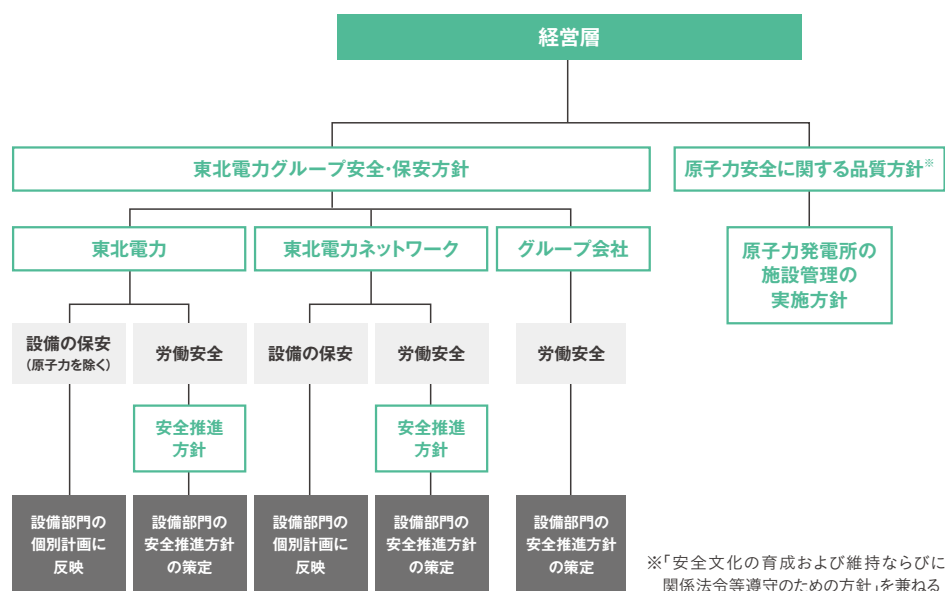 経営層
東北電力グループ安全・保安方針
原子力安全に関する品質方針※
東北電力
東北電力ネットワーク
グループ会社
原子力発電所の
施設管理の
実施方針
設備の保安
(原子力を除く)
労働安全
設備の保安
労働安全
労働安全
安全推進
方針
安全推進
方針
設備部門の
個別計画に
反映
設備部門の
安全推進方針
の策定
設備部門の
個別計画に
反映
設備部門の
安全推進方針
の策定
設備部門の
安全推進方針
の策定
※「安全文化の育成および維持ならびに
関係法令等遵守のための方針」を兼ねる